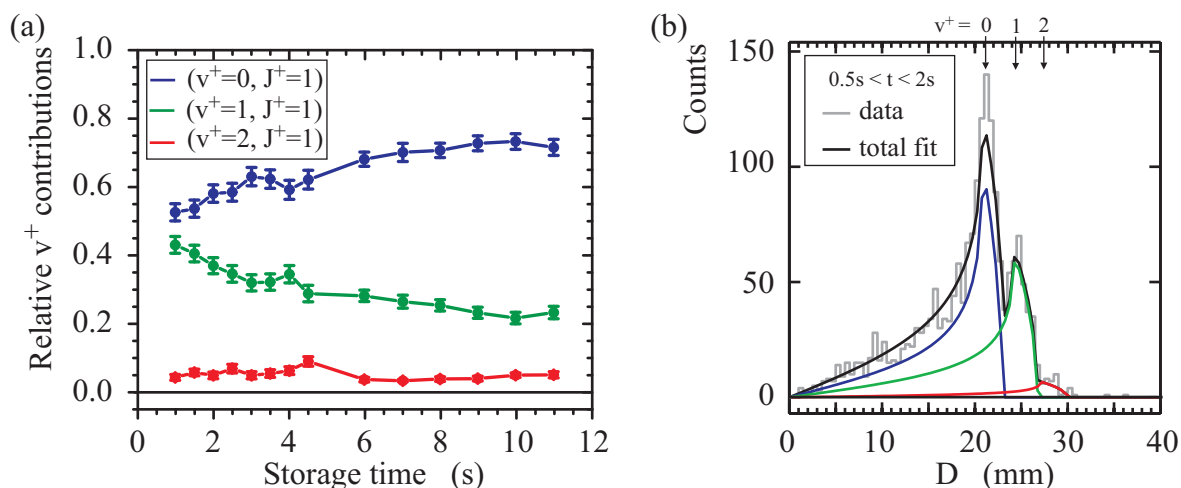 (a)
1.0
0.8
0.6
0.4
0.2
0.0
Relative v⁺ contributions
(v⁺=0, J⁺=1)
(v⁺=1, J⁺=1)
(v⁺=2, J⁺=1)
0 2 4 6 8 10 12
Storage time (s)
(b)
v⁺ = 0 1 2
150
100
50
0
Counts
0.5s < t < 2s
data
total fit
0 10 20 30 40
D (mm)